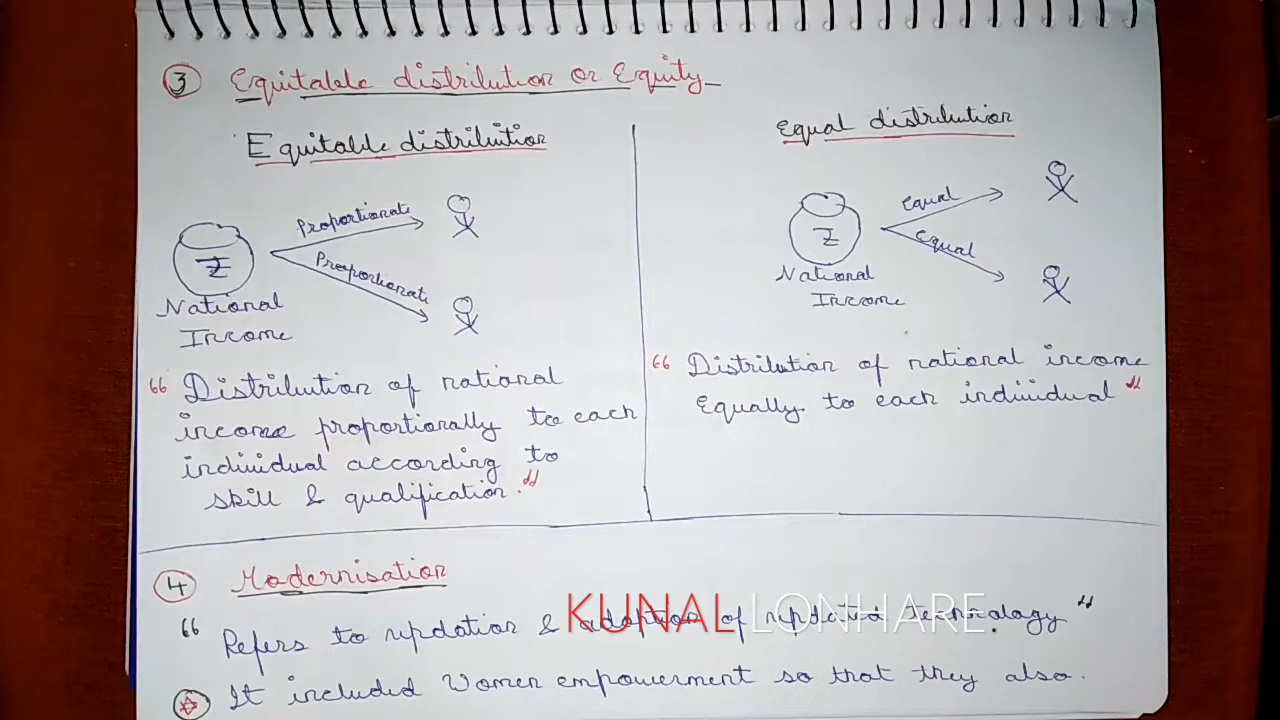 3 Equitable distribution or Equity
Equitable distribution
Proportionate
Proportionate
National
Income
“ Distribution of national
income proportionally to each
individual according to
skill & qualification. ”
Equal distribution
equal
equal
National
Income
“ Distribution of national income
Equally to each individual ”
4 Modernisation
“ Refers to updation & adoption of updated technology ”
It included Women empowerment so that they also.
KUNAL LONHARE